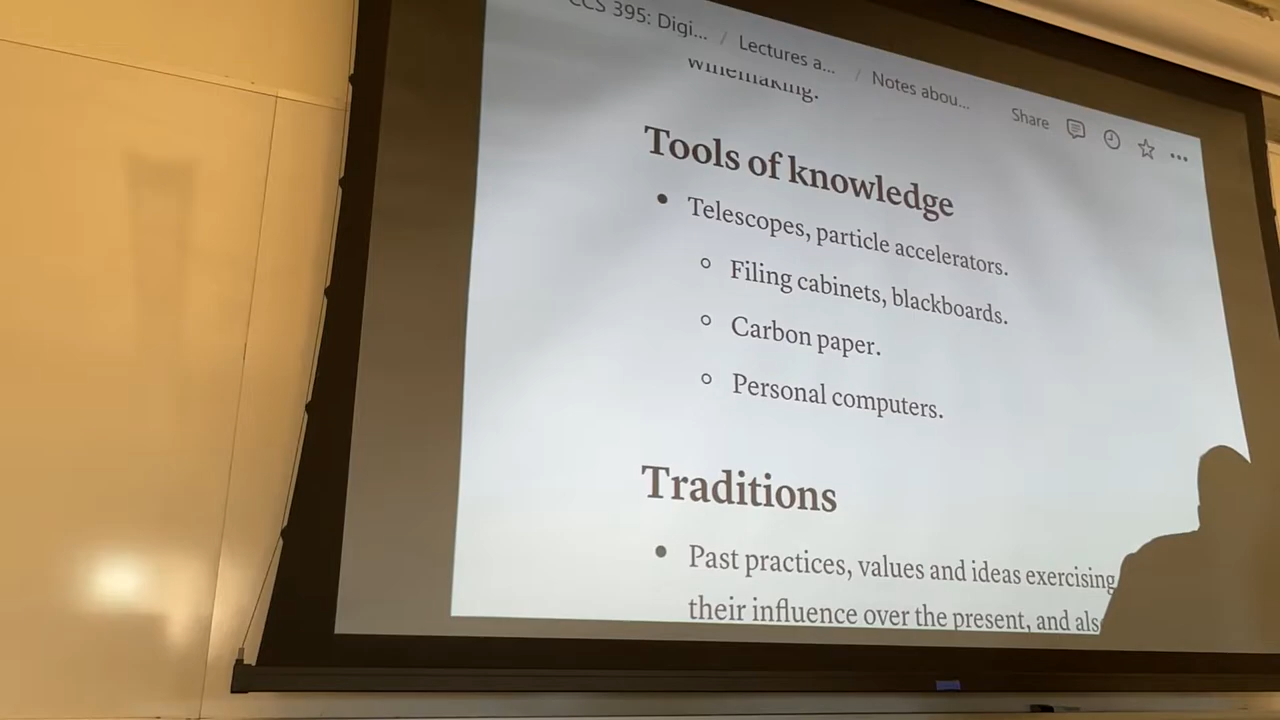 CCS 395: Digi... / Lectures a... / Notes abou...
Share
winemaking.
Tools of knowledge
• Telescopes, particle accelerators.
○ Filing cabinets, blackboards.
○ Carbon paper.
○ Personal computers.
Traditions
• Past practices, values and ideas exercising
their influence over the present, and als